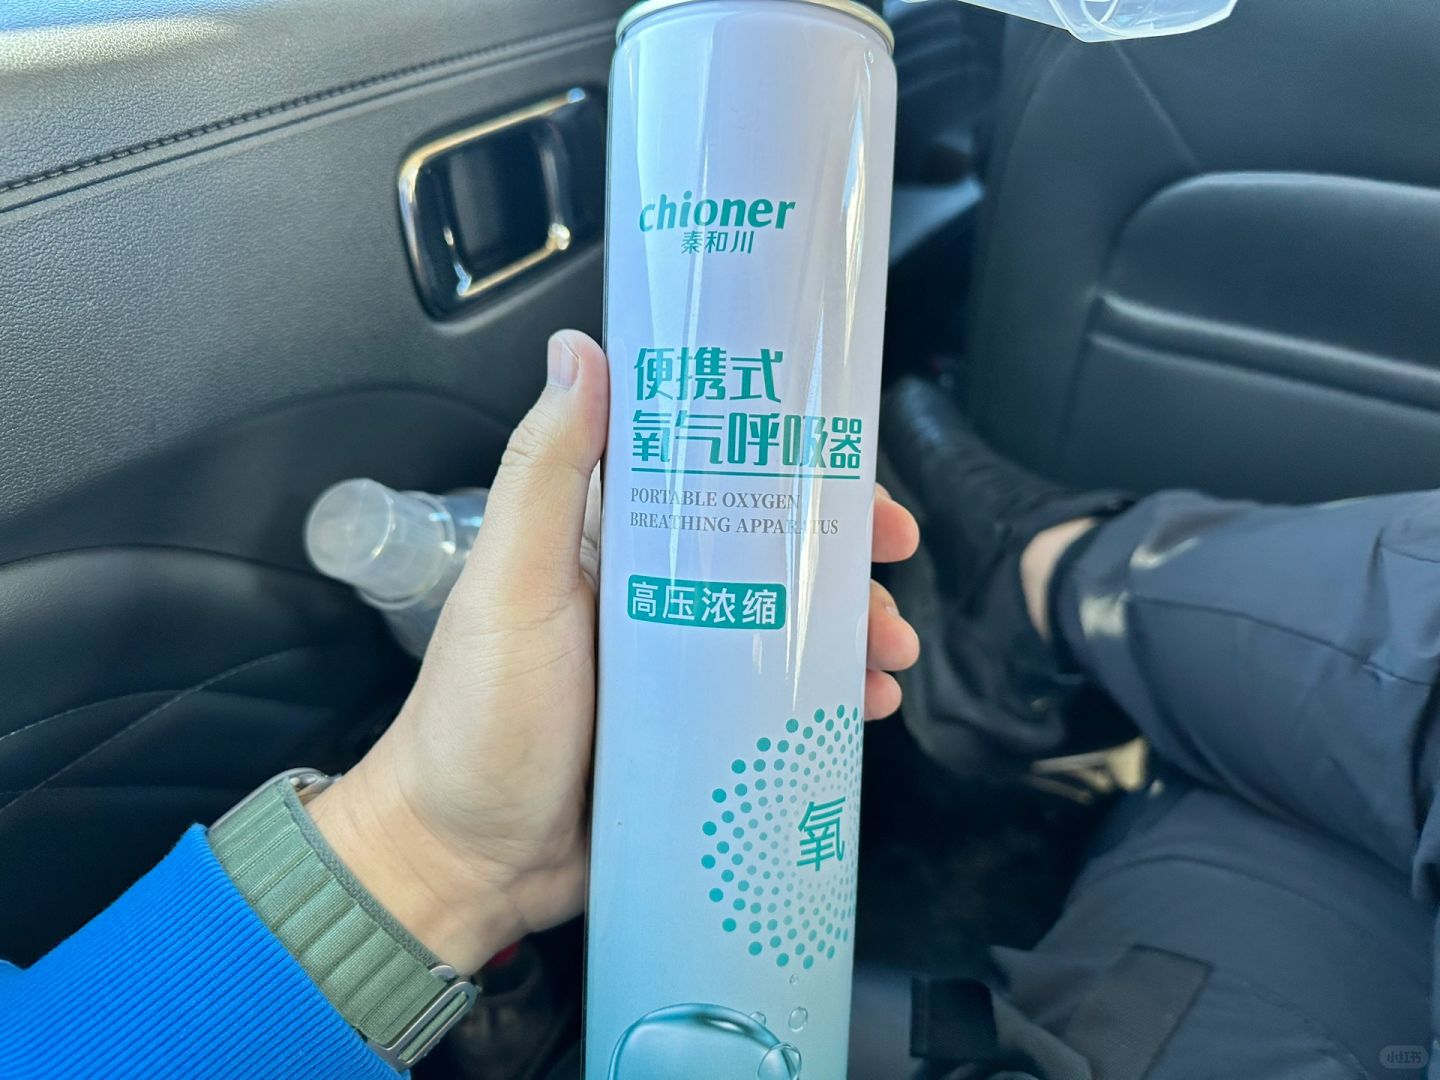 chioner
秦和川
便携式
氧气呼吸器
PORTABLE OXYGEN
BREATHING APPARATUS
高压浓缩
氧
小红书